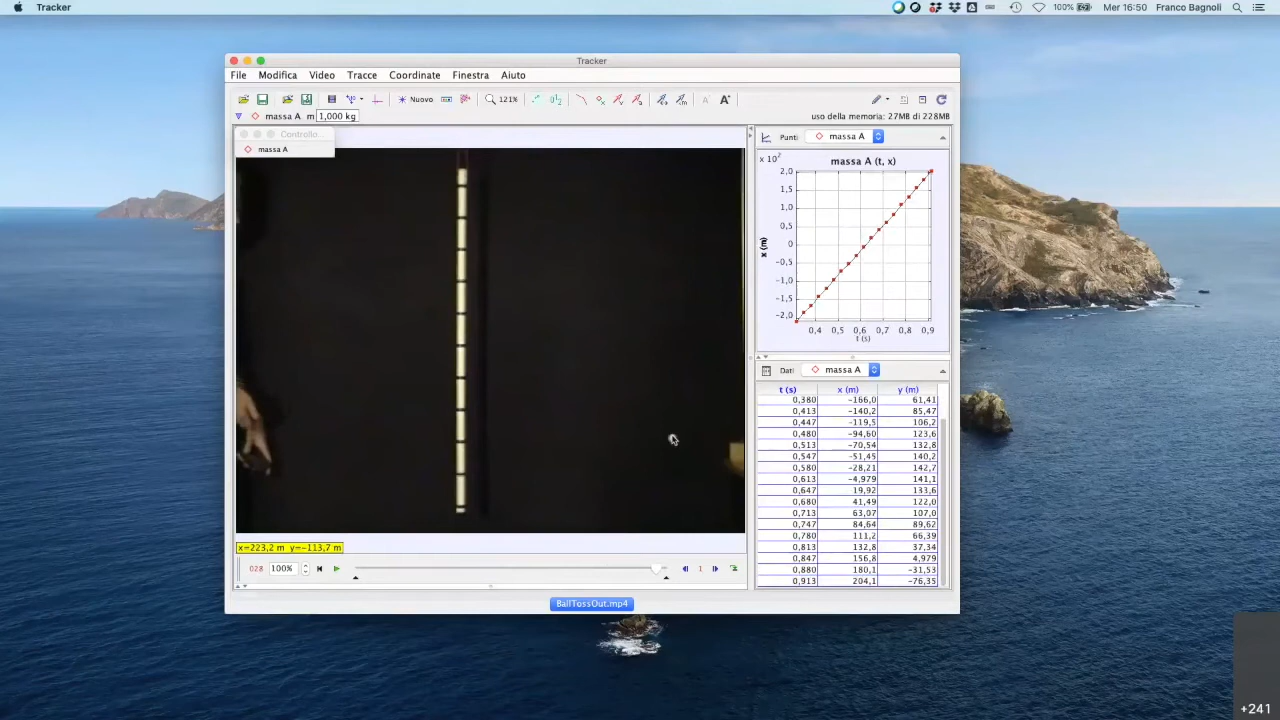 Tracker
100%
Mer 16:50
Franco Bagnoli
Tracker
File Modifica Video Tracce Coordinate Finestra Aiuto
Nuovo
121%
A A
massa A m 1,000 kg
uso della memoria: 27MB di 228MB
Controllo...
massa A
Punti massa A
x 10²
massa A (t, x)
2,0
1,5
1,0
0,5
0
-0,5
-1,0
-1,5
-2,0
x (m)
0,4 0,5 0,6 0,7 0,8 0,9
t (s)
Dati massa A
t (s) x (m) y (m)
0,380 -166,0 61,41
0,413 -140,2 85,47
0,447 -119,5 106,2
0,480 -94,60 123,6
0,513 -70,54 132,8
0,547 -51,45 140,2
0,580 -28,21 142,7
0,613 -4,979 141,1
0,647 19,92 133,6
0,680 41,49 122,0
0,713 63,07 107,0
0,747 84,64 89,62
0,780 111,2 66,39
0,813 132,8 37,34
0,847 156,8 4,979
0,880 180,1 -31,53
0,913 204,1 -76,35
x=223,2 m y=-113,7 m
028 100% 1
BallTossOut.mp4
+241